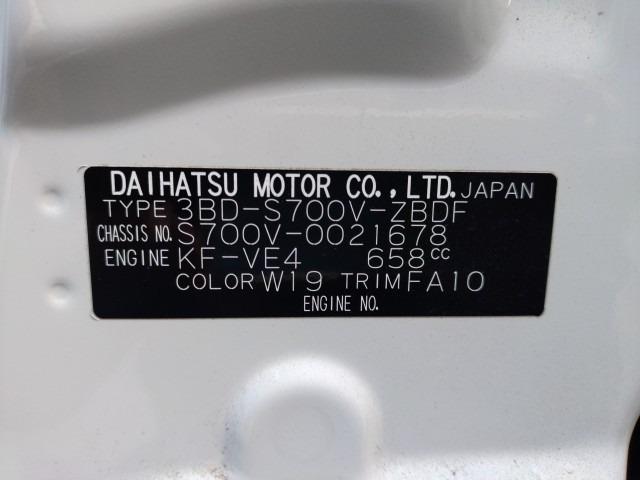 DAIHATSU MOTOR CO.,LTD. JAPAN
TYPE 3BD-S700V-ZBDF
CHASSIS NO. S700V-0021678
ENGINE KF-VE4 658cc
COLOR W19 TRIM FA10
ENGINE NO.